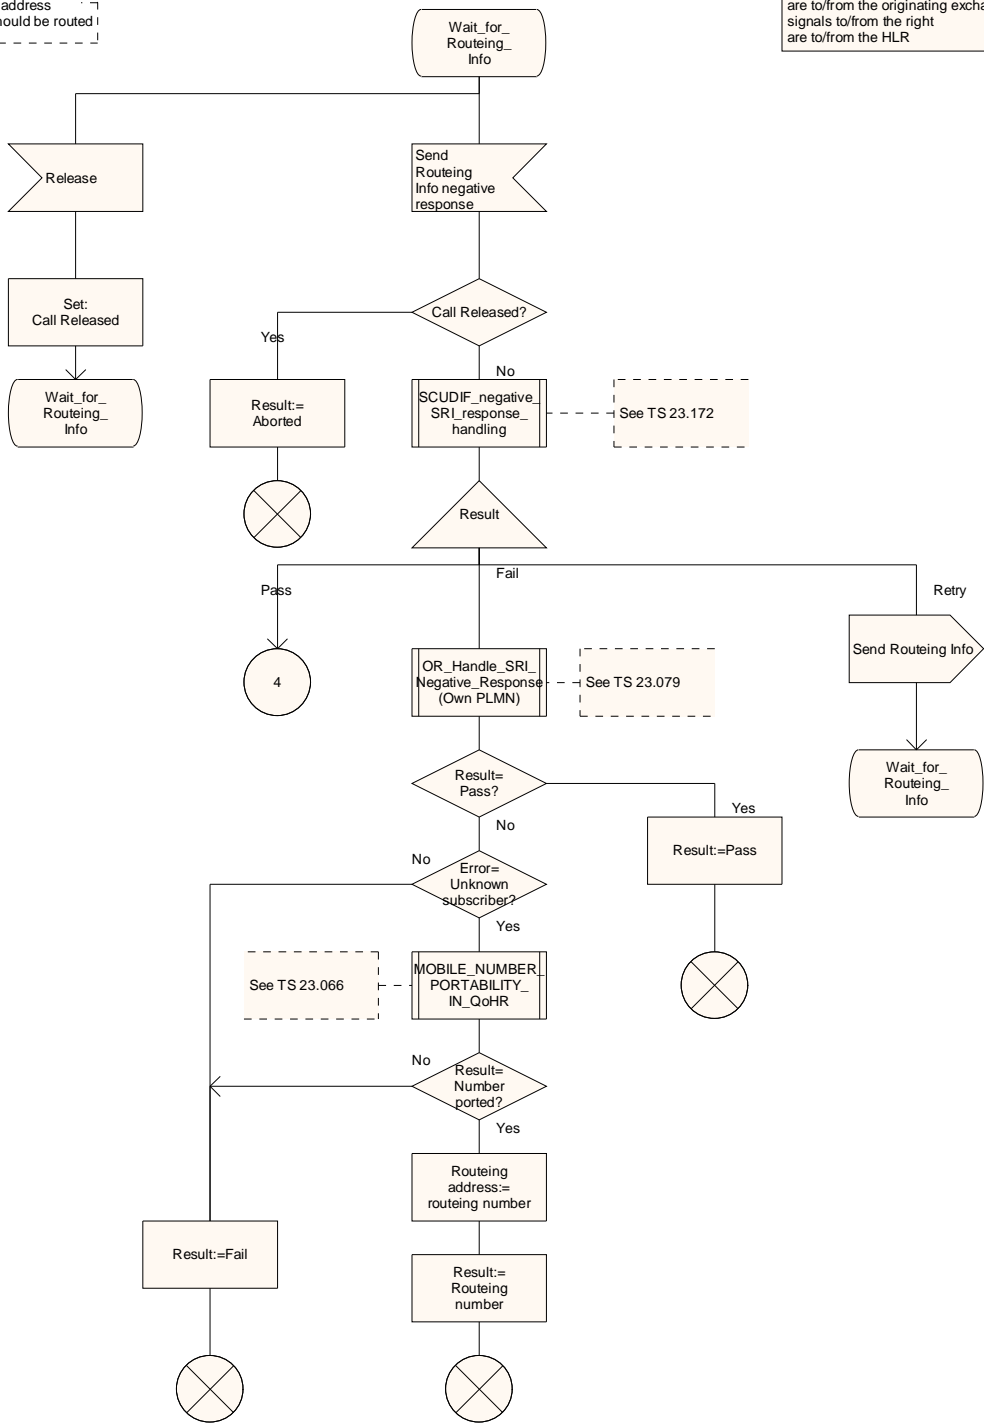 address
hould be routed
are to/from the originating excha
signals to/from the right
are to/from the HLR
Wait_for_
Routeing_
Info
Release
Send
Routeing
Info negative
response
Set:
Call Released
Call Released?
Yes
No
Wait_for_
Routeing_
Info
Result:=
Aborted
SCUDIF_negative_
SRI_response_
handling
See TS 23.172
Result
Pass
Fail
Retry
4
OR_Handle_SRI_
Negative_Response
(Own PLMN)
See TS 23.079
Send Routeing Info
Result=
Pass?
Yes
No
Wait_for_
Routeing_
Info
Result:=Pass
No
Error=
Unknown
subscriber?
Yes
See TS 23.066
MOBILE_NUMBER_
PORTABILITY_
IN_QoHR
No
Result=
Number
ported?
Yes
Routeing
address:=
routeing number
Result:=Fail
Result:=
Routeing
number